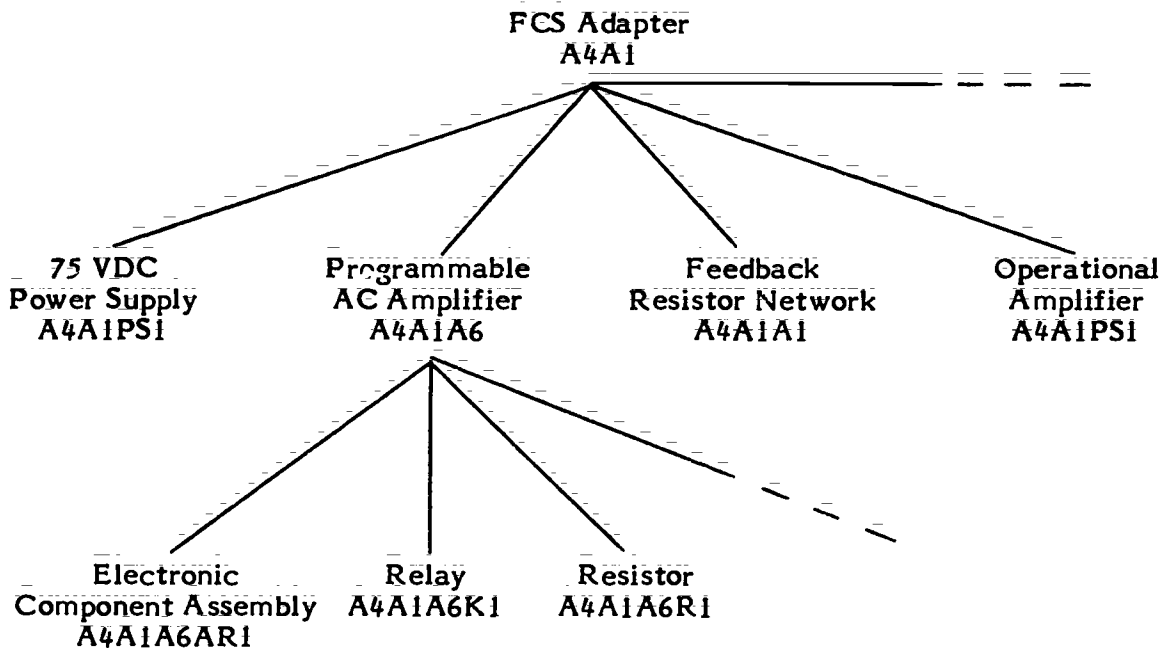 FCS Adapter
A4A1
75 VDC
Power Supply
A4A1PS1
Programmable
AC Amplifier
A4A1A6
Feedback
Resistor Network
A4A1A1
Operational
Amplifier
A4A1PS1
Electronic
Component Assembly
A4A1A6AR1
Relay
A4A1A6K1
Resistor
A4A1A6R1